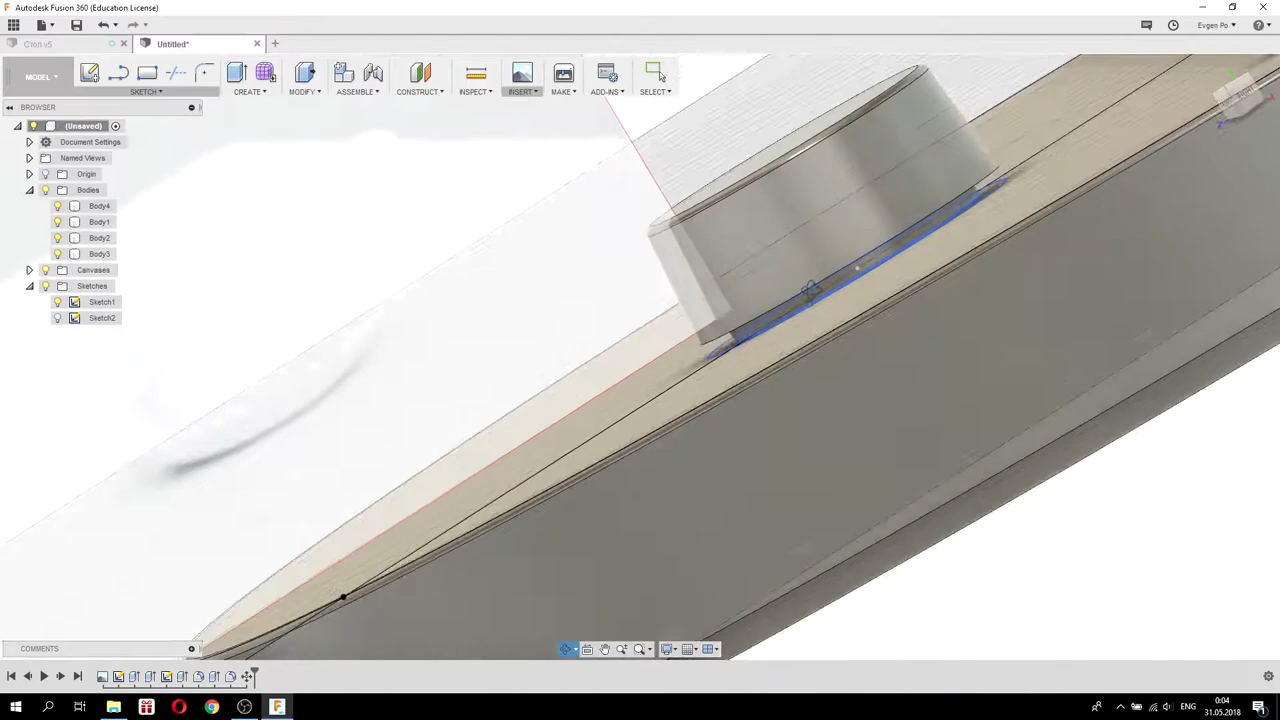 Autodesk Fusion 360 (Education License)
Стол v5
Untitled*
Evgen Po
MODEL
SKETCH
CREATE
MODIFY
ASSEMBLE
CONSTRUCT
INSPECT
INSERT
MAKE
ADD-INS
SELECT
BROWSER
(Unsaved)
Document Settings
Named Views
Origin
Bodies
Body4
Body1
Body2
Body3
Canvases
Sketches
Sketch1
Sketch2
COMMENTS
0:04
31.05.2018